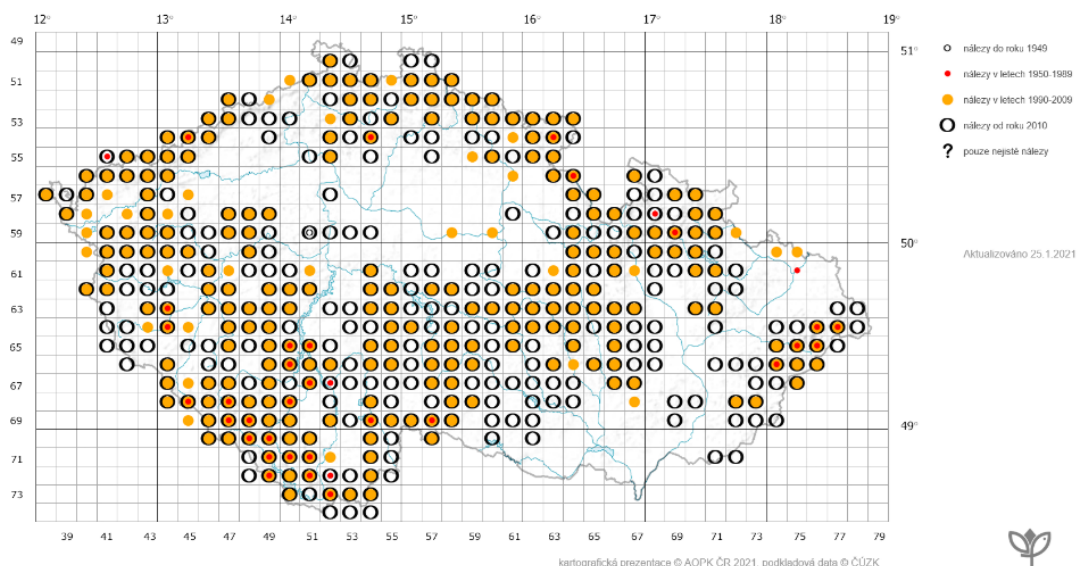 12° 13° 14° 15° 16° 17° 18° 19°
49
51°
51
53
55
57
59
50°
61
63
65
67
69
49°
71
73
39 41 43 45 47 49 51 53 55 57 59 61 63 65 67 69 71 73 75 77 79
nálezy do roku 1949
nálezy v letech 1950-1989
nálezy v letech 1990-2009
nálezy od roku 2010
? pouze nejisté nálezy
Aktualizováno 25.1.2021
kartografická prezentace © AOPK ČR 2021, podkladová data © ČÚZK